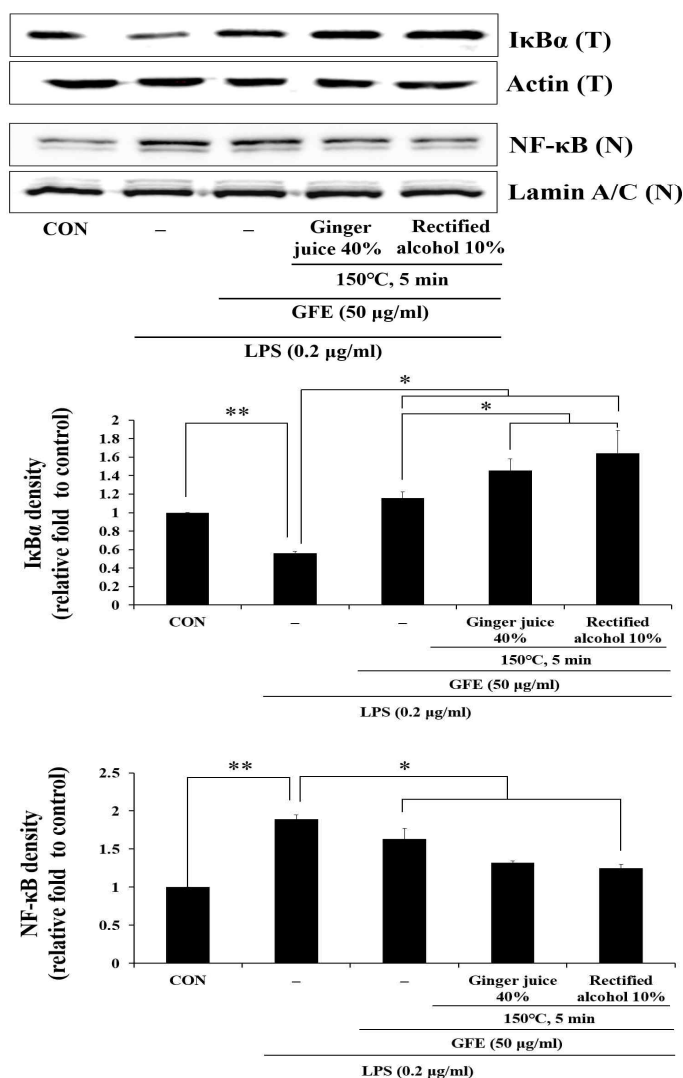 IκBα (T)
Actin (T)
NF-κB (N)
Lamin A/C (N)
CON – – Ginger juice 40% Rectified alcohol 10%
150°C, 5 min
GFE (50 μg/ml)
LPS (0.2 μg/ml)
IκBα density
(relative fold to control)
2
1.8
1.6
1.4
1.2
1
0.8
0.6
0.4
0.2
0
**
*
*
CON – – Ginger juice 40% Rectified alcohol 10%
150°C, 5 min
GFE (50 μg/ml)
LPS (0.2 μg/ml)
NF-κB density
(relative fold to control)
2.5
2
1.5
1
0.5
0
**
*
CON – – Ginger juice 40% Rectified alcohol 10%
150°C, 5 min
GFE (50 μg/ml)
LPS (0.2 μg/ml)